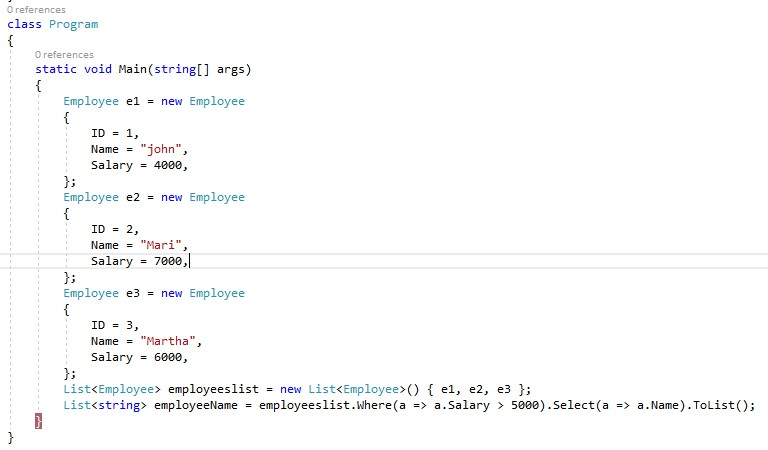 0 references
class Program
{
0 references
static void Main(string[] args)
{
Employee e1 = new Employee
{
ID = 1,
Name = "john",
Salary = 4000,
};
Employee e2 = new Employee
{
ID = 2,
Name = "Mari",
Salary = 7000,
};
Employee e3 = new Employee
{
ID = 3,
Name = "Martha",
Salary = 6000,
};
List<Employee> employeeslist = new List<Employee>() { e1, e2, e3 };
List<string> employeeName = employeeslist.Where(a => a.Salary > 5000).Select(a => a.Name).ToList();
}
}